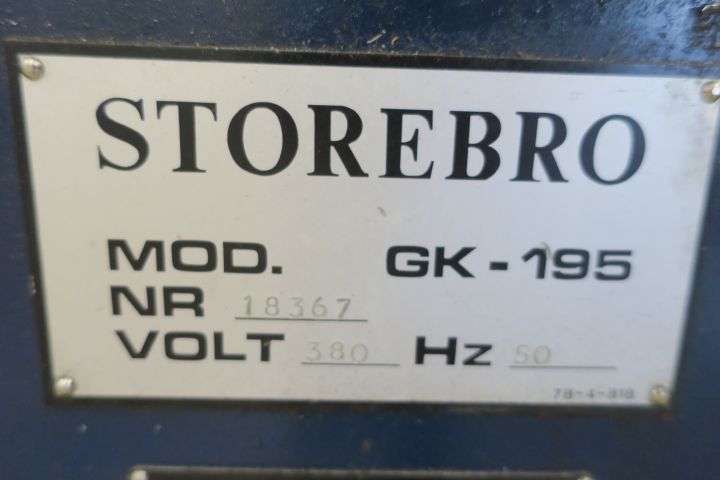 STOREBRO
MOD. GK-195
NR 18367
VOLT 380 Hz 50
78-4-818